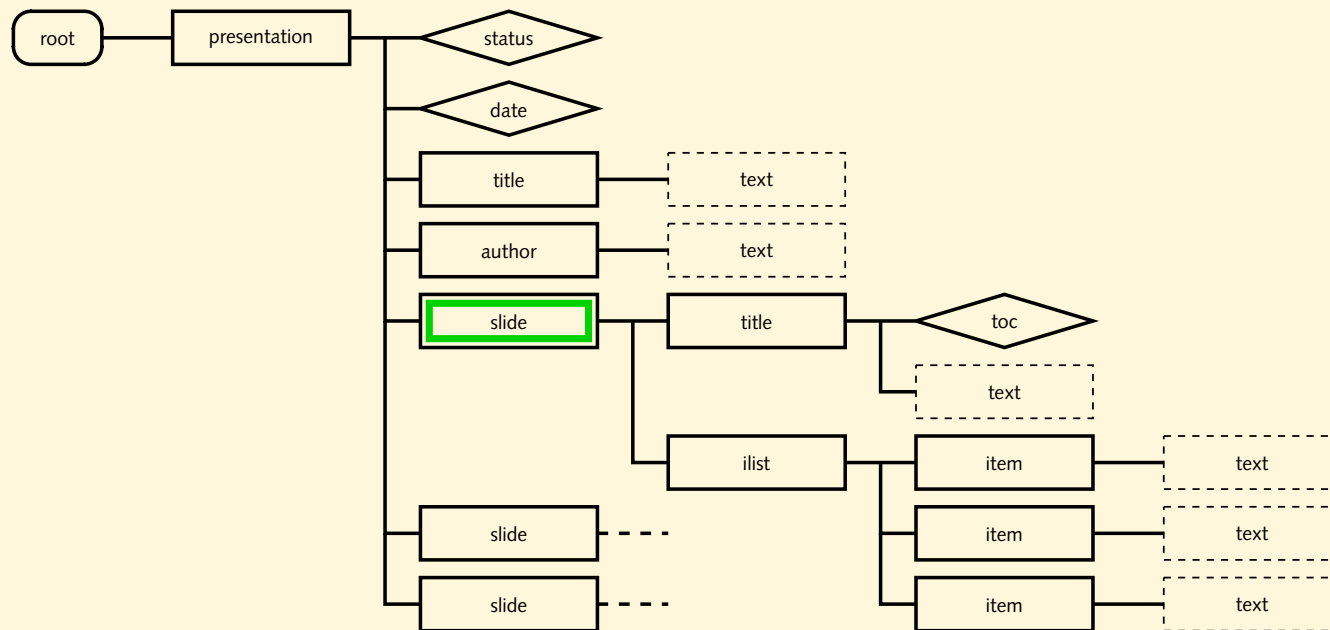 root presentation status
date
title text
author text
slide title toc
text
ilist item text
slide item text
slide item text